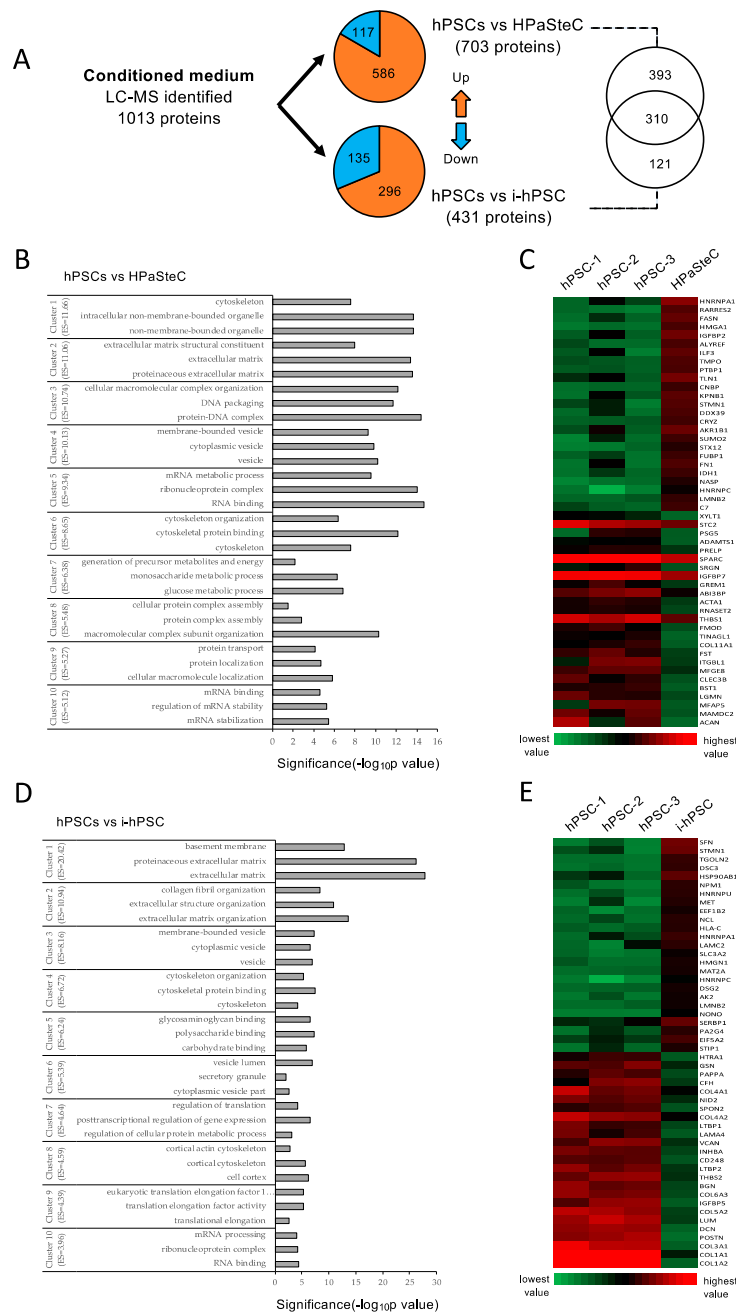 A
Conditioned medium
LC-MS identified
1013 proteins
117
586
hPSCs vs HPaSteC
(703 proteins)
Up
Down
135
296
hPSCs vs i-hPSC
(431 proteins)
393
310
121
B
hPSCs vs HPaSteC
Cluster 1
(ES=11.66)
cytoskeleton
intracellular non-membrane-bounded organelle
non-membrane-bounded organelle
Cluster 2
(ES=11.06)
extracellular matrix structural constituent
extracellular matrix
proteinaceous extracellular matrix
Cluster 3
(ES=10.74)
cellular macromolecular complex organization
DNA packaging
protein-DNA complex
Cluster 4
(ES=10.13)
membrane-bounded vesicle
cytoplasmic vesicle
vesicle
Cluster 5
(ES=9.34)
mRNA metabolic process
ribonucleoprotein complex
RNA binding
Cluster 6
(ES=8.65)
cytoskeleton organization
cytoskeletal protein binding
cytoskeleton
Cluster 7
(ES=6.38)
generation of precursor metabolites and energy
monosaccharide metabolic process
glucose metabolic process
Cluster 8
(ES=5.48)
cellular protein complex assembly
protein complex assembly
macromolecular complex subunit organization
Cluster 9
(ES=5.27)
protein transport
protein localization
cellular macromolecule localization
Cluster 10
(ES=5.12)
mRNA binding
regulation of mRNA stability
mRNA stabilization
0 2 4 6 8 10 12 14 16
Significance(-log10p value)
C
hPSC-1 hPSC-2 hPSC-3 HPaSteC
HNRNPA1
RARRES2
FASN
HMGA1
IGFBP2
ALYREF
ILF3
TMPO
PTBP1
TLN1
CNBP
KPNB1
STMN1
DDX39
CRYZ
AKR1B1
SUMO2
STX12
FUBP1
FN1
IDH1
NASP
HNRNPC
LMNB2
C7
XYLT1
STC2
PSG5
ADAMTS1
PRELP
SPARC
SRGN
IGFBP7
GREM1
ABI3BP
ACTA1
RNASET2
THBS1
FMOD
TINAGL1
COL11A1
FST
ITGBL1
MFGE8
CLEC3B
BST1
LGMN
MFAP5
MAMDC2
ACAN
lowest
value
highest
value
D
hPSCs vs i-hPSC
Cluster 1
(ES=20.42)
basement membrane
proteinaceous extracellular matrix
extracellular matrix
Cluster 2
(ES=10.94)
collagen fibril organization
extracellular structure organization
extracellular matrix organization
Cluster 3
(ES=8.16)
membrane-bounded vesicle
cytoplasmic vesicle
vesicle
Cluster 4
(ES=6.72)
cytoskeleton organization
cytoskeletal protein binding
cytoskeleton
Cluster 5
(ES=6.24)
glycosaminoglycan binding
polysaccharide binding
carbohydrate binding
Cluster 6
(ES=5.39)
vesicle lumen
secretory granule
cytoplasmic vesicle part
Cluster 7
(ES=4.64)
regulation of translation
posttranscriptional regulation of gene expression
regulation of cellular protein metabolic process
Cluster 8
(ES=4.59)
cortical actin cytoskeleton
cortical cytoskeleton
cell cortex
Cluster 9
(ES=4.39)
eukaryotic translation elongation factor 1…
translation elongation factor activity
translational elongation
Cluster 10
(ES=3.96)
mRNA processing
ribonucleoprotein complex
RNA binding
0 5 10 15 20 25 30
Significance(-log10p value)
E
hPSC-1 hPSC-2 hPSC-3 i-hPSC
SFN
STMN1
TGOLN2
DSC3
HSP90AB1
NPM1
HNRNPU
MET
EEF1B2
NCL
HLA-C
HNRNPA1
LAMC2
SLC3A2
HMGN1
MAT2A
HNRNPC
DSG2
AK2
LMNB2
NONO
SERBP1
PA2G4
EIF5A2
STIP1
HTRA1
GSN
PAPPA
CFH
COL4A1
NID2
SPON2
COL4A2
LTBP1
LAMA4
VCAN
INHBA
CD248
LTBP2
THBS2
BGN
COL6A3
IGFBP5
COL5A2
LUM
DCN
POSTN
COL3A1
COL1A1
COL1A2
lowest
value
highest
value